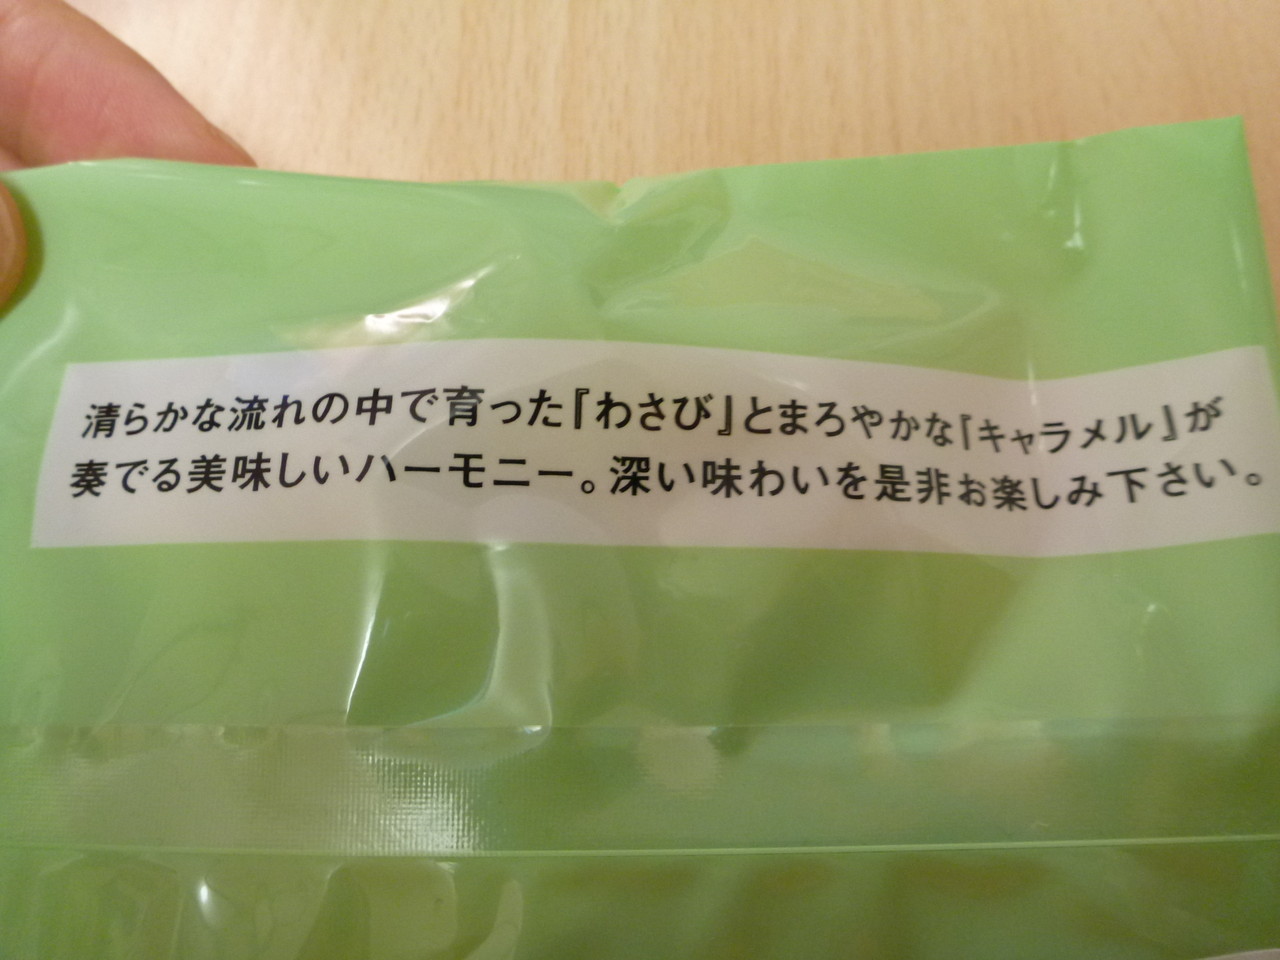 清らかな流れの中で育った『わさび』とまろやかな『キャラメル』が
奏でる美味しいハーモニー。深い味わいを是非お楽しみ下さい。